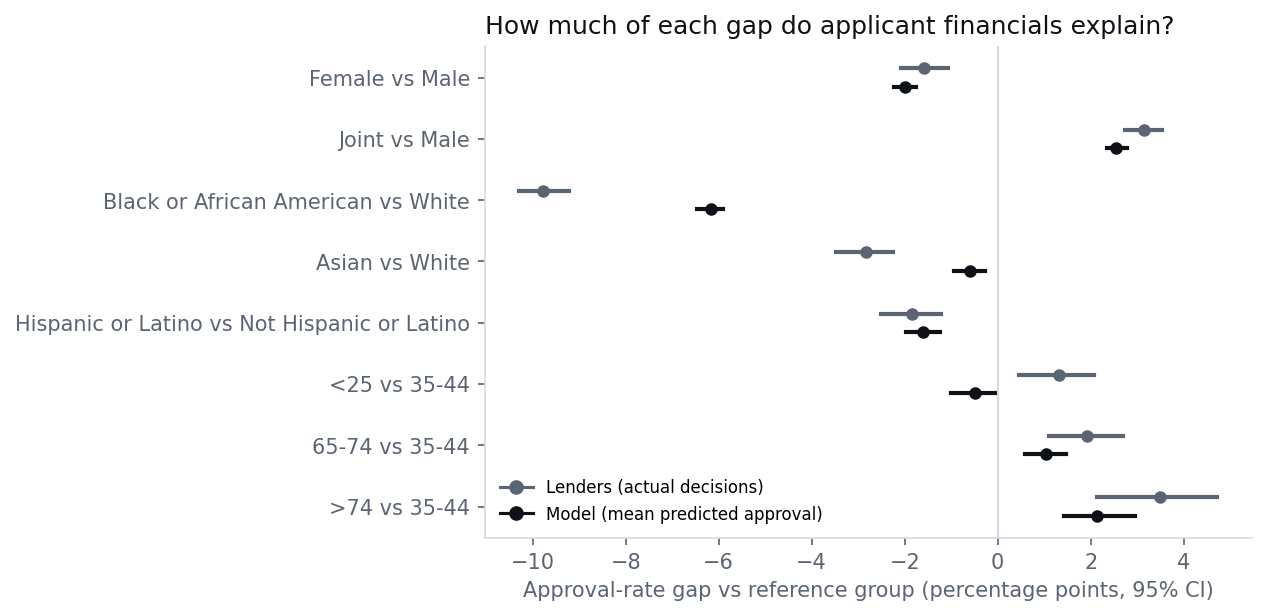 How much of each gap do applicant financials explain?
Female vs Male
Joint vs Male
Black or African American vs White
Asian vs White
Hispanic or Latino vs Not Hispanic or Latino
<25 vs 35-44
65-74 vs 35-44
>74 vs 35-44
Lenders (actual decisions)
Model (mean predicted approval)
−10 −8 −6 −4 −2 0 2 4
Approval-rate gap vs reference group (percentage points, 95% CI)